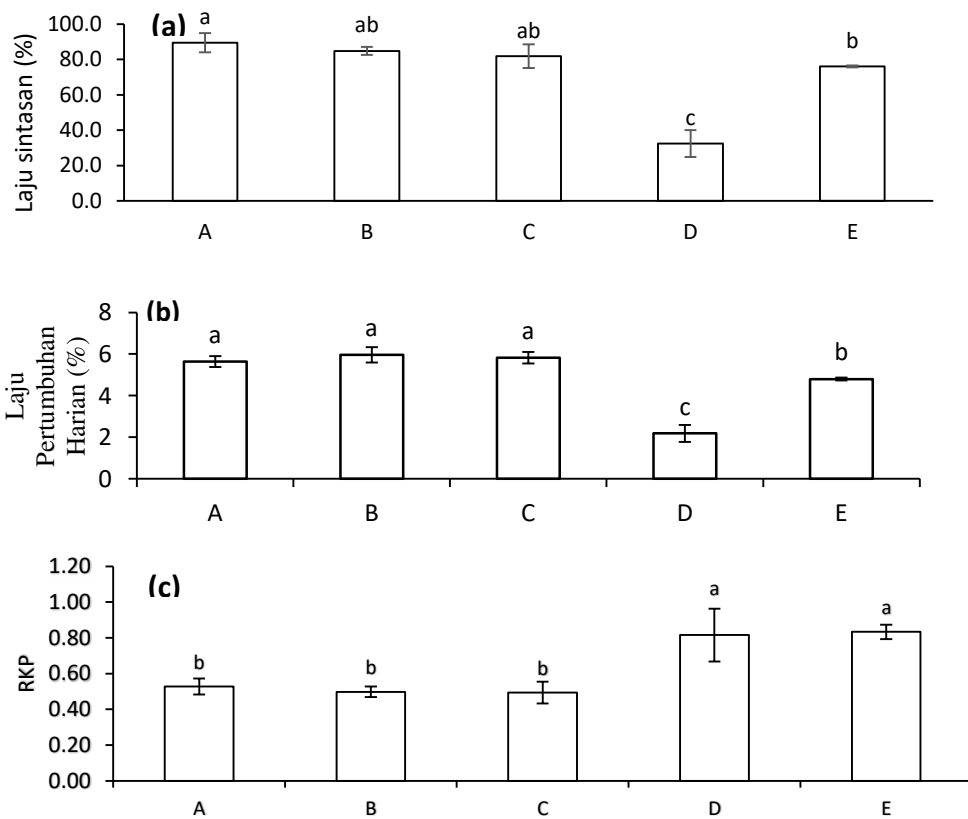 (a)
Laju sintasan (%)
100.0
80.0
60.0
40.0
20.0
0.0
a
ab
ab
c
b
A B C D E
(b)
Laju
Pertumbuhan
Harian (%)
8
6
4
2
0
a
a
a
c
b
A B C D E
(c)
RKP
1.20
1.00
0.80
0.60
0.40
0.20
0.00
b
b
b
a
a
A B C D E